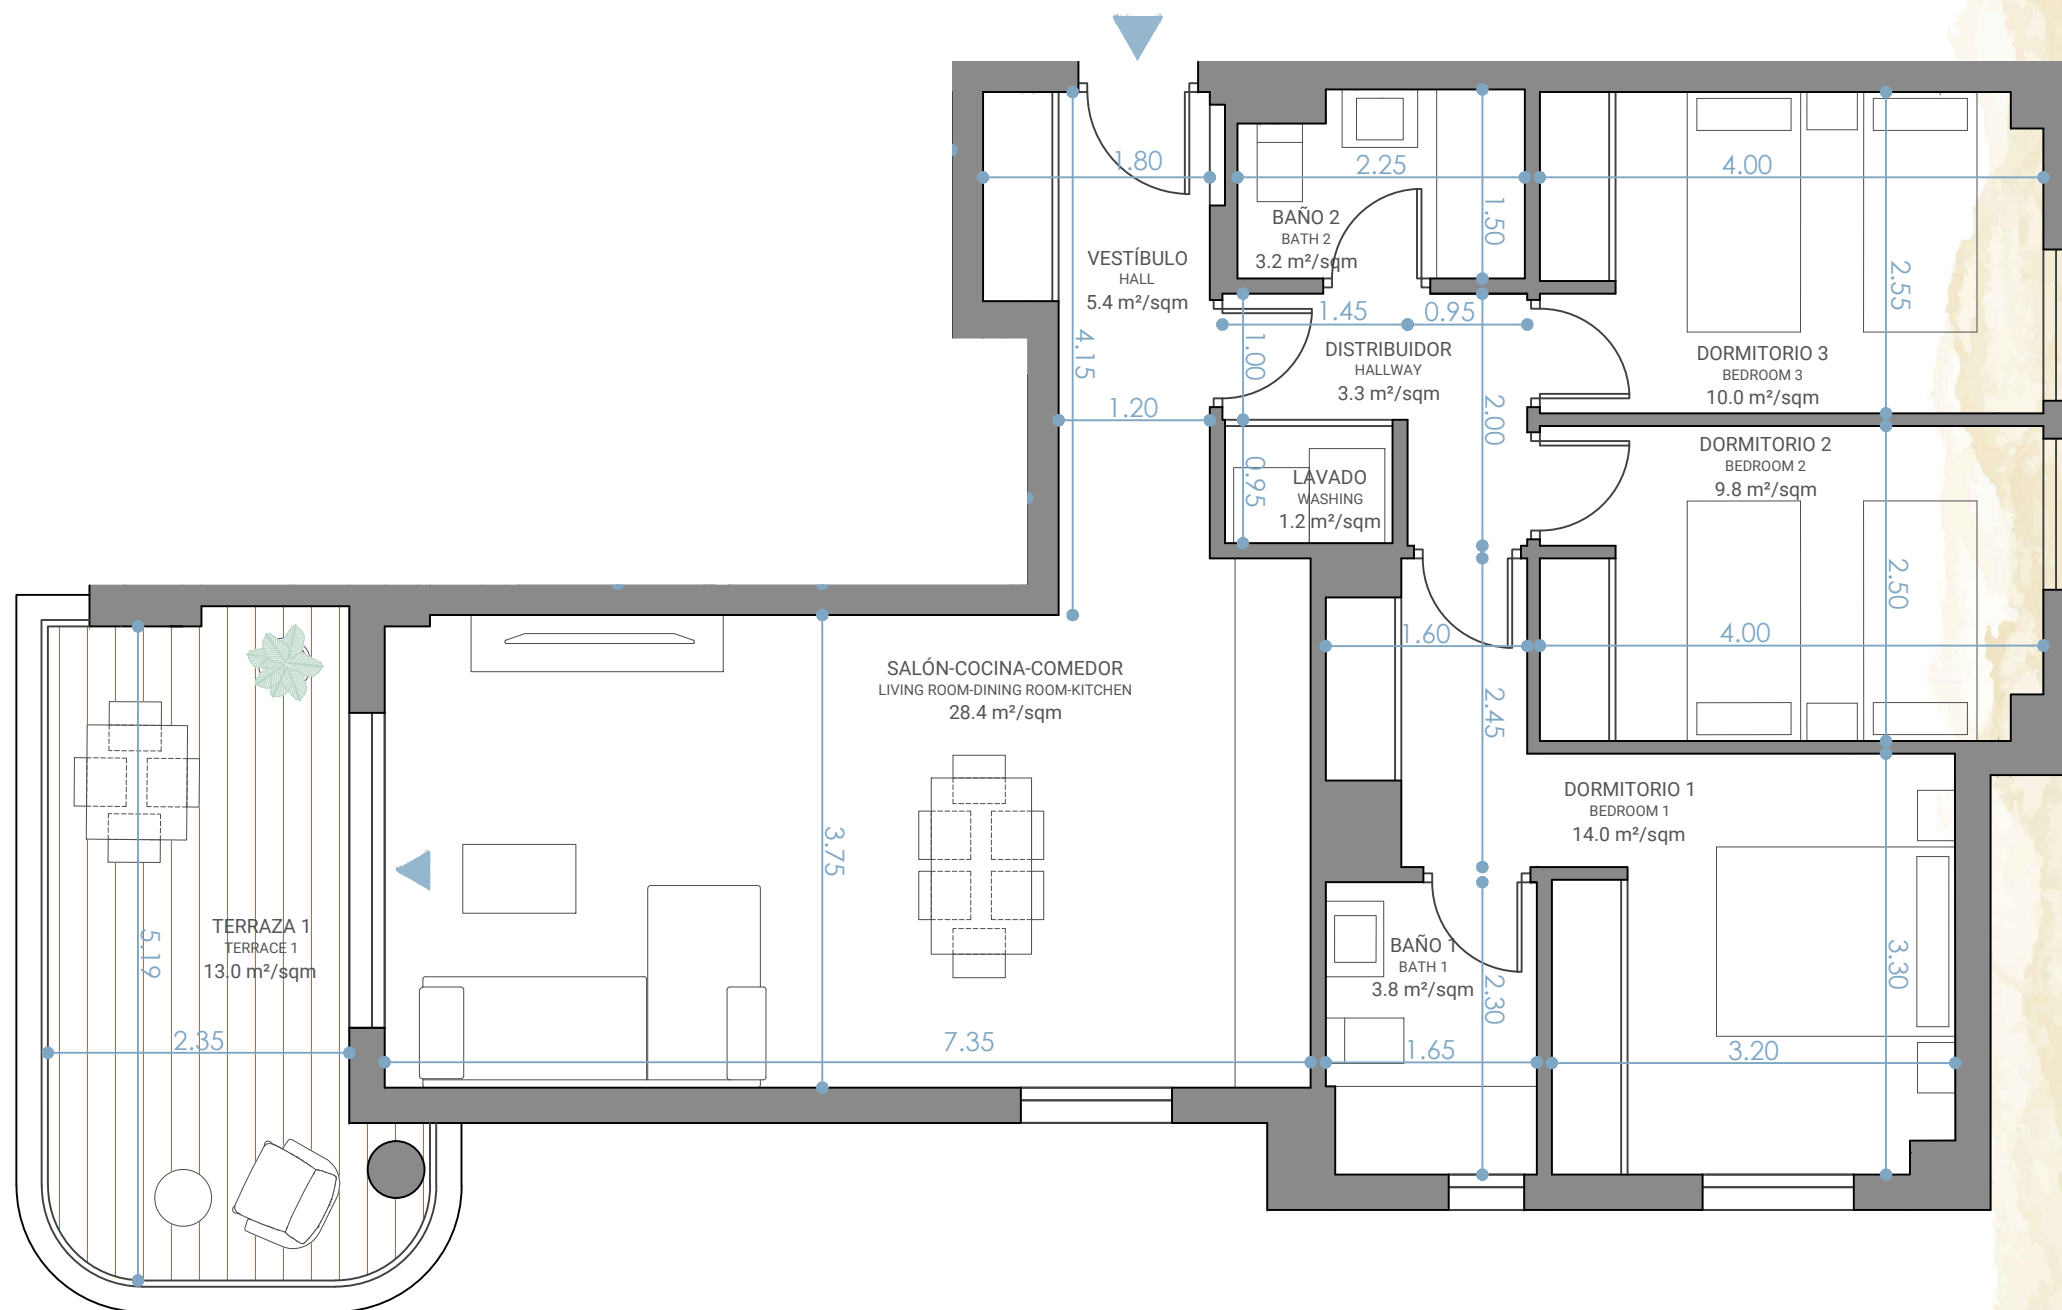 1.80
2.25
4.00
1.50
BAÑO 2
BATH 2
3.2 m²/sqm
VESTÍBULO
HALL
5.4 m²/sqm
2.55
1.45
0.95
4.15
1.00
DISTRIBUIDOR
HALLWAY
3.3 m²/sqm
DORMITORIO 3
BEDROOM 3
10.0 m²/sqm
1.20
2.00
DORMITORIO 2
BEDROOM 2
9.8 m²/sqm
0.95
LAVADO
WASHING
1.2 m²/sqm
2.50
1.60
4.00
SALÓN-COCINA-COMEDOR
LIVING ROOM-DINING ROOM-KITCHEN
28.4 m²/sqm
2.45
DORMITORIO 1
BEDROOM 1
14.0 m²/sqm
3.75
TERRAZA 1
TERRACE 1
13.0 m²/sqm
5.19
BAÑO 1
BATH 1
3.8 m²/sqm
3.30
2.30
2.35
7.35
1.65
3.20